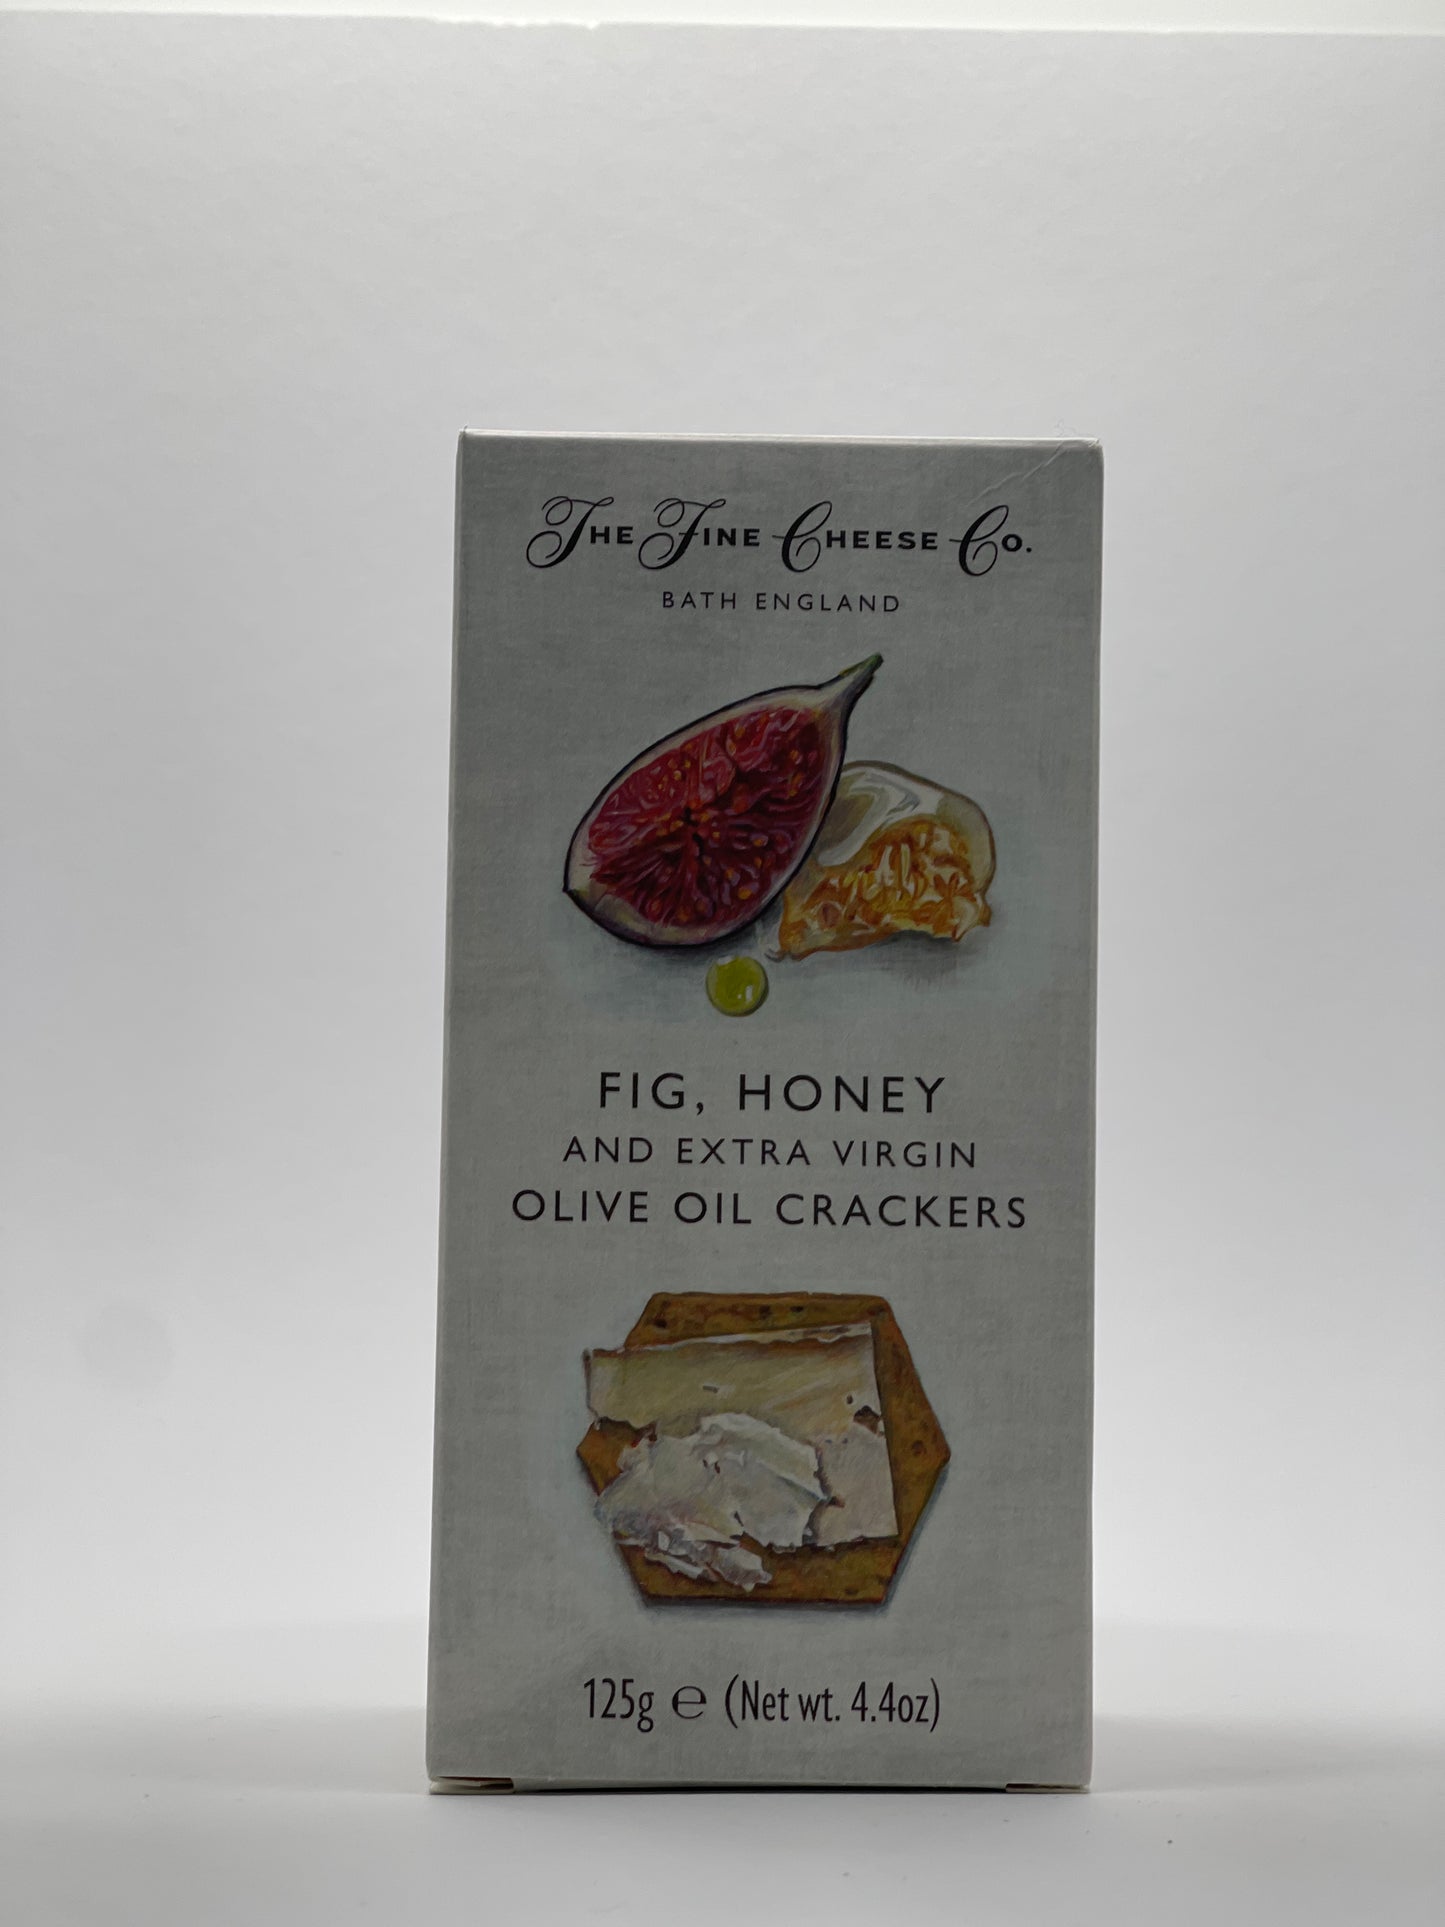 THE FINE CHEESE CO.
BATH ENGLAND
FIG, HONEY
AND EXTRA VIRGIN
OLIVE OIL CRACKERS
125g ℮ (Net wt. 4.4oz)